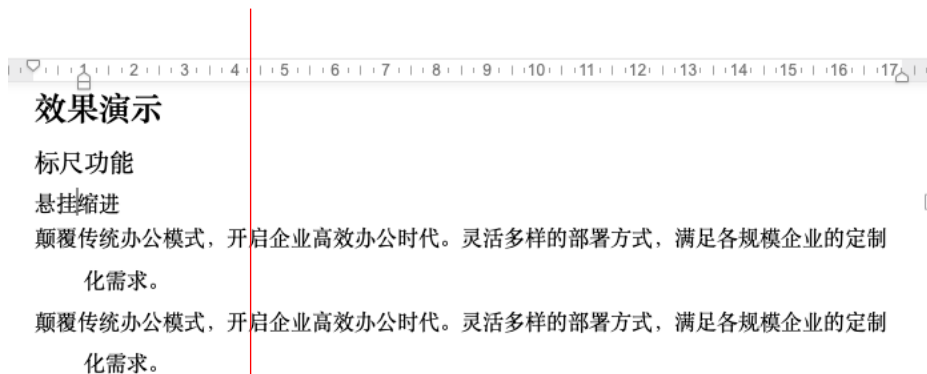 1 2 3 4 5 6 7 8 9 10 11 12 13 14 15 16 17
效果演示
标尺功能
悬挂缩进
颠覆传统办公模式，开启企业高效办公时代。灵活多样的部署方式，满足各规模企业的定制
化需求。
颠覆传统办公模式，开启企业高效办公时代。灵活多样的部署方式，满足各规模企业的定制
化需求。